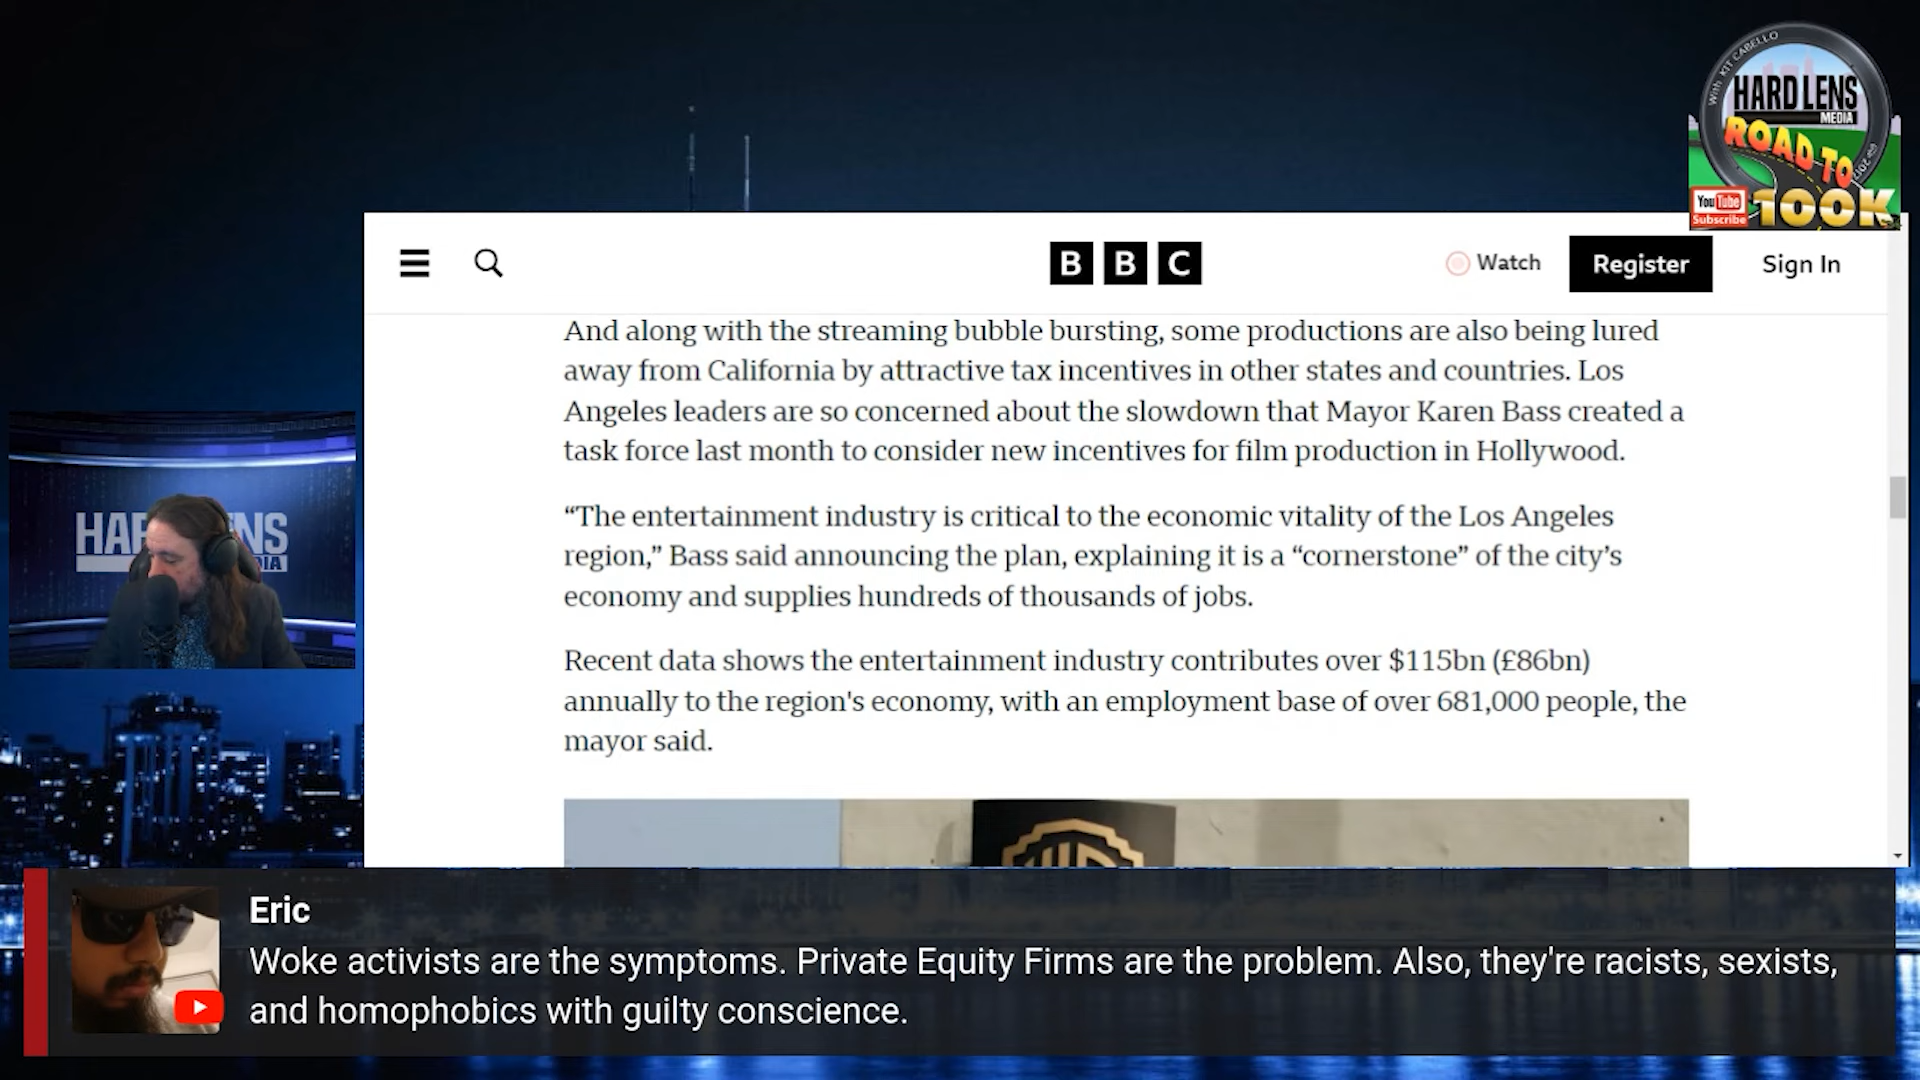 With KIT CABELLO
HARD LENS
MEDIA
ROAD TO
100K
YouTube
Subscribe
BBC
Watch
Register
Sign In
And along with the streaming bubble bursting, some productions are also being lured
away from California by attractive tax incentives in other states and countries. Los
Angeles leaders are so concerned about the slowdown that Mayor Karen Bass created a
task force last month to consider new incentives for film production in Hollywood.
“The entertainment industry is critical to the economic vitality of the Los Angeles
region,” Bass said announcing the plan, explaining it is a “cornerstone” of the city’s
economy and supplies hundreds of thousands of jobs.
Recent data shows the entertainment industry contributes over $115bn (£86bn)
annually to the region's economy, with an employment base of over 681,000 people, the
mayor said.
Eric
Woke activists are the symptoms. Private Equity Firms are the problem. Also, they're racists, sexists,
and homophobics with guilty conscience.